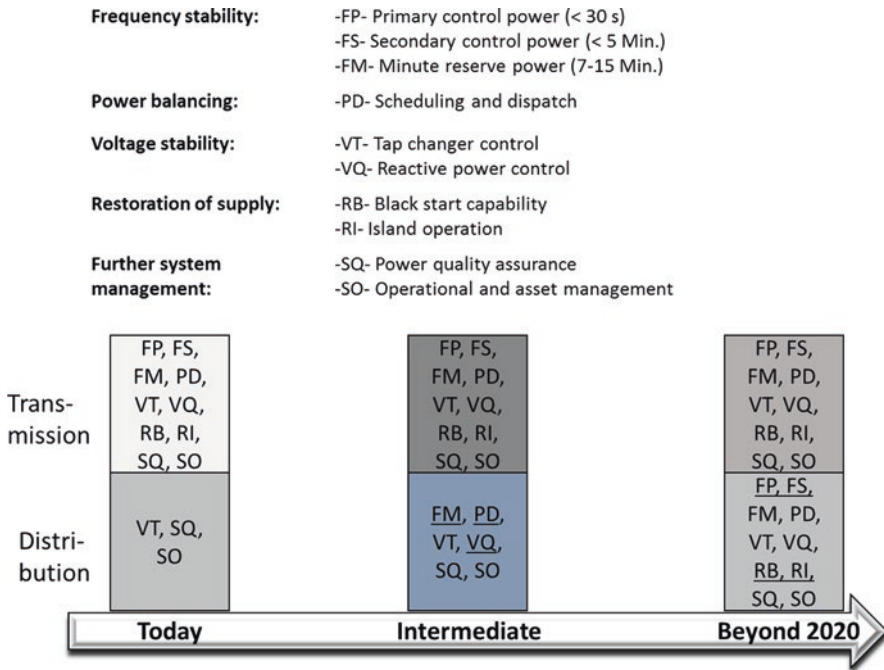 Frequency stability: -FP- Primary control power (< 30 s)
-FS- Secondary control power (< 5 Min.)
-FM- Minute reserve power (7-15 Min.)
Power balancing: -PD- Scheduling and dispatch
Voltage stability: -VT- Tap changer control
-VQ- Reactive power control
Restoration of supply: -RB- Black start capability
-RI- Island operation
Further system -SQ- Power quality assurance
management: -SO- Operational and asset management
Trans-
mission
FP, FS,
FM, PD,
VT, VQ,
RB, RI,
SQ, SO
FP, FS,
FM, PD,
VT, VQ,
RB, RI,
SQ, SO
FP, FS,
FM, PD,
VT, VQ,
RB, RI,
SQ, SO
Distri-
bution
VT, SQ,
SO
FM, PD,
VT, VQ,
SQ, SO
FP, FS,
FM, PD,
VT, VQ,
RB, RI,
SQ, SO
Today Intermediate Beyond 2020